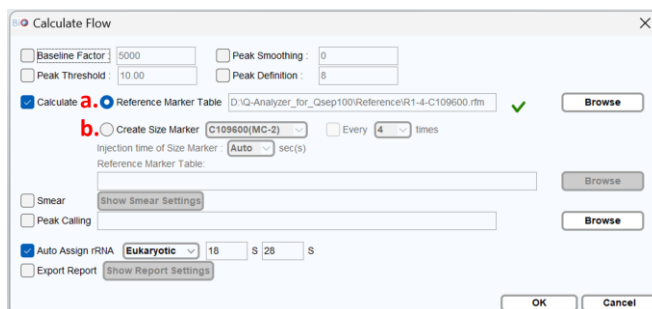 BiO Calculate Flow
Baseline Factor : 5000 Peak Smoothing : 0
Peak Threshold : 10.00 Peak Definition : 8
Calculate a. Reference Marker Table D:\Q-Analyzer_for_Qsep100\Reference\R1-4-C109600.rfm Browse
b. Create Size Marker C109600(MC-2) Every 4 times
Injection time of Size Marker : Auto sec(s)
Reference Marker Table:
Browse
Smear Show Smear Settings
Peak Calling Browse
Auto Assign rRNA Eukaryotic 18 S 28 S
Export Report Show Report Settings
OK Cancel